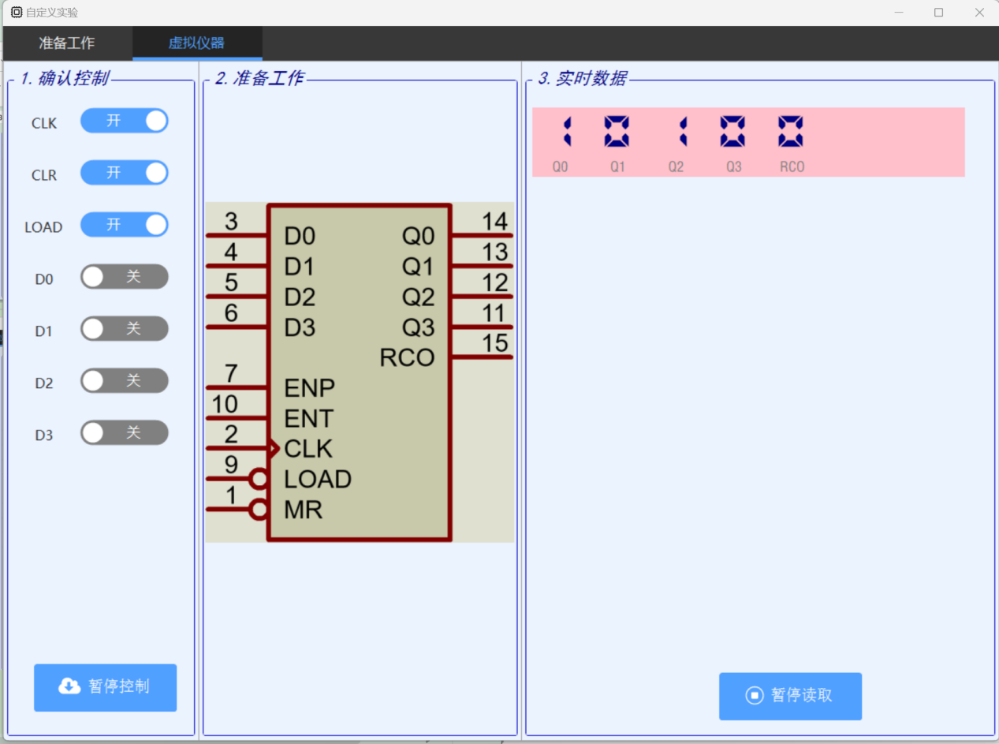 自定义实验
准备工作 虚拟仪器
1. 确认控制
CLK 开
CLR 开
LOAD 开
D0 关
D1 关
D2 关
D3 关
暂停控制
2. 准备工作
3 D0 Q0 14
4 D1 Q1 13
5 D2 Q2 12
6 D3 Q3 11
RCO 15
7 ENP
10 ENT
2 CLK
9 LOAD
1 MR
3. 实时数据
1 0 1 0 0
Q0 Q1 Q2 Q3 RCO
暂停读取